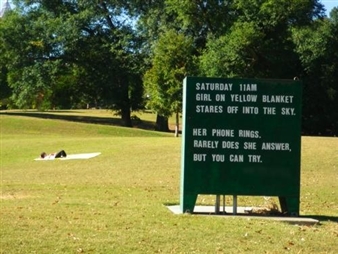 SATURDAY 11AM
GIRL ON YELLOW BLANKET
STARES OFF INTO THE SKY.
HER PHONE RINGS.
RARELY DOES SHE ANSWER,
BUT YOU CAN TRY.